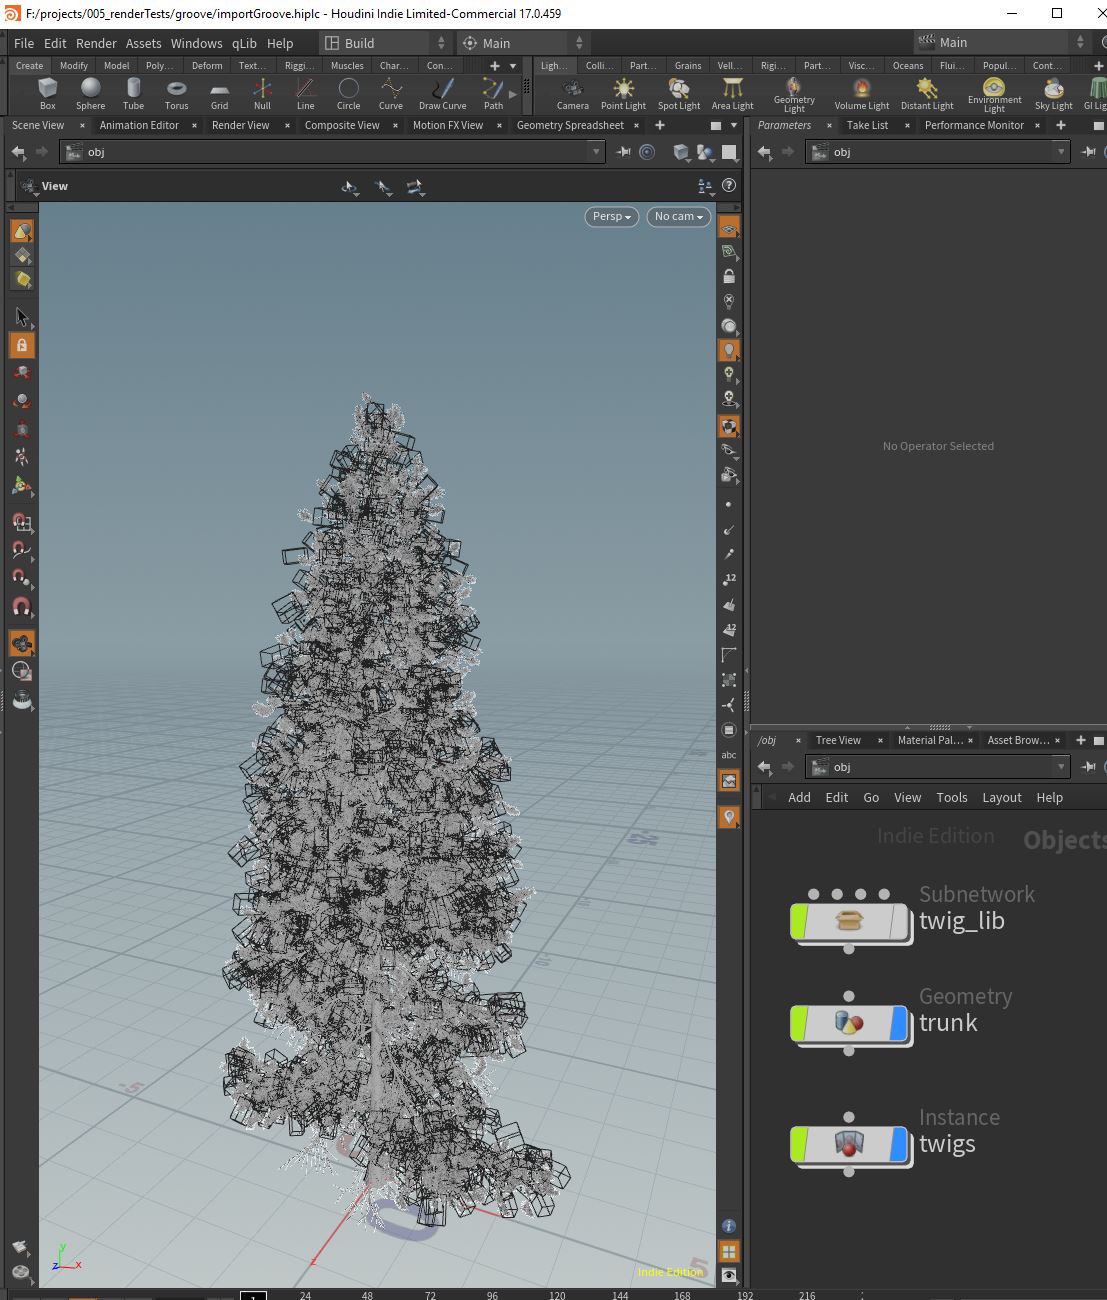 F:/projects/005_renderTests/groove/importGroove.hiplc - Houdini Indie Limited-Commercial 17.0.459
File Edit Render Assets Windows qLib Help Build Main Main
Create Modify Model Poly... Deform Text... Riggi... Muscles Char... Con... Ligh... Colli... Part... Grains Vell... Rigi... Part... Visc... Oceans Flui... Popul... Cont...
Box Sphere Tube Torus Grid Null Line Circle Curve Draw Curve Path Camera Point Light Spot Light Area Light Geometry Light Volume Light Distant Light Environment Light Sky Light GI Lig
Scene View Animation Editor Render View Composite View Motion FX View Geometry Spreadsheet Parameters Take List Performance Monitor
obj obj
View
Persp No cam
No Operator Selected
12
12
/obj Tree View Material Pal... Asset Brow...
abc
obj
Add Edit Go View Tools Layout Help
Indie Edition Objects
Subnetwork
twig_lib
Geometry
trunk
-5
Instance
twigs
0
y
z x
z
Indie Edition
5
1 24 48 72 96 120 144 168 192 216